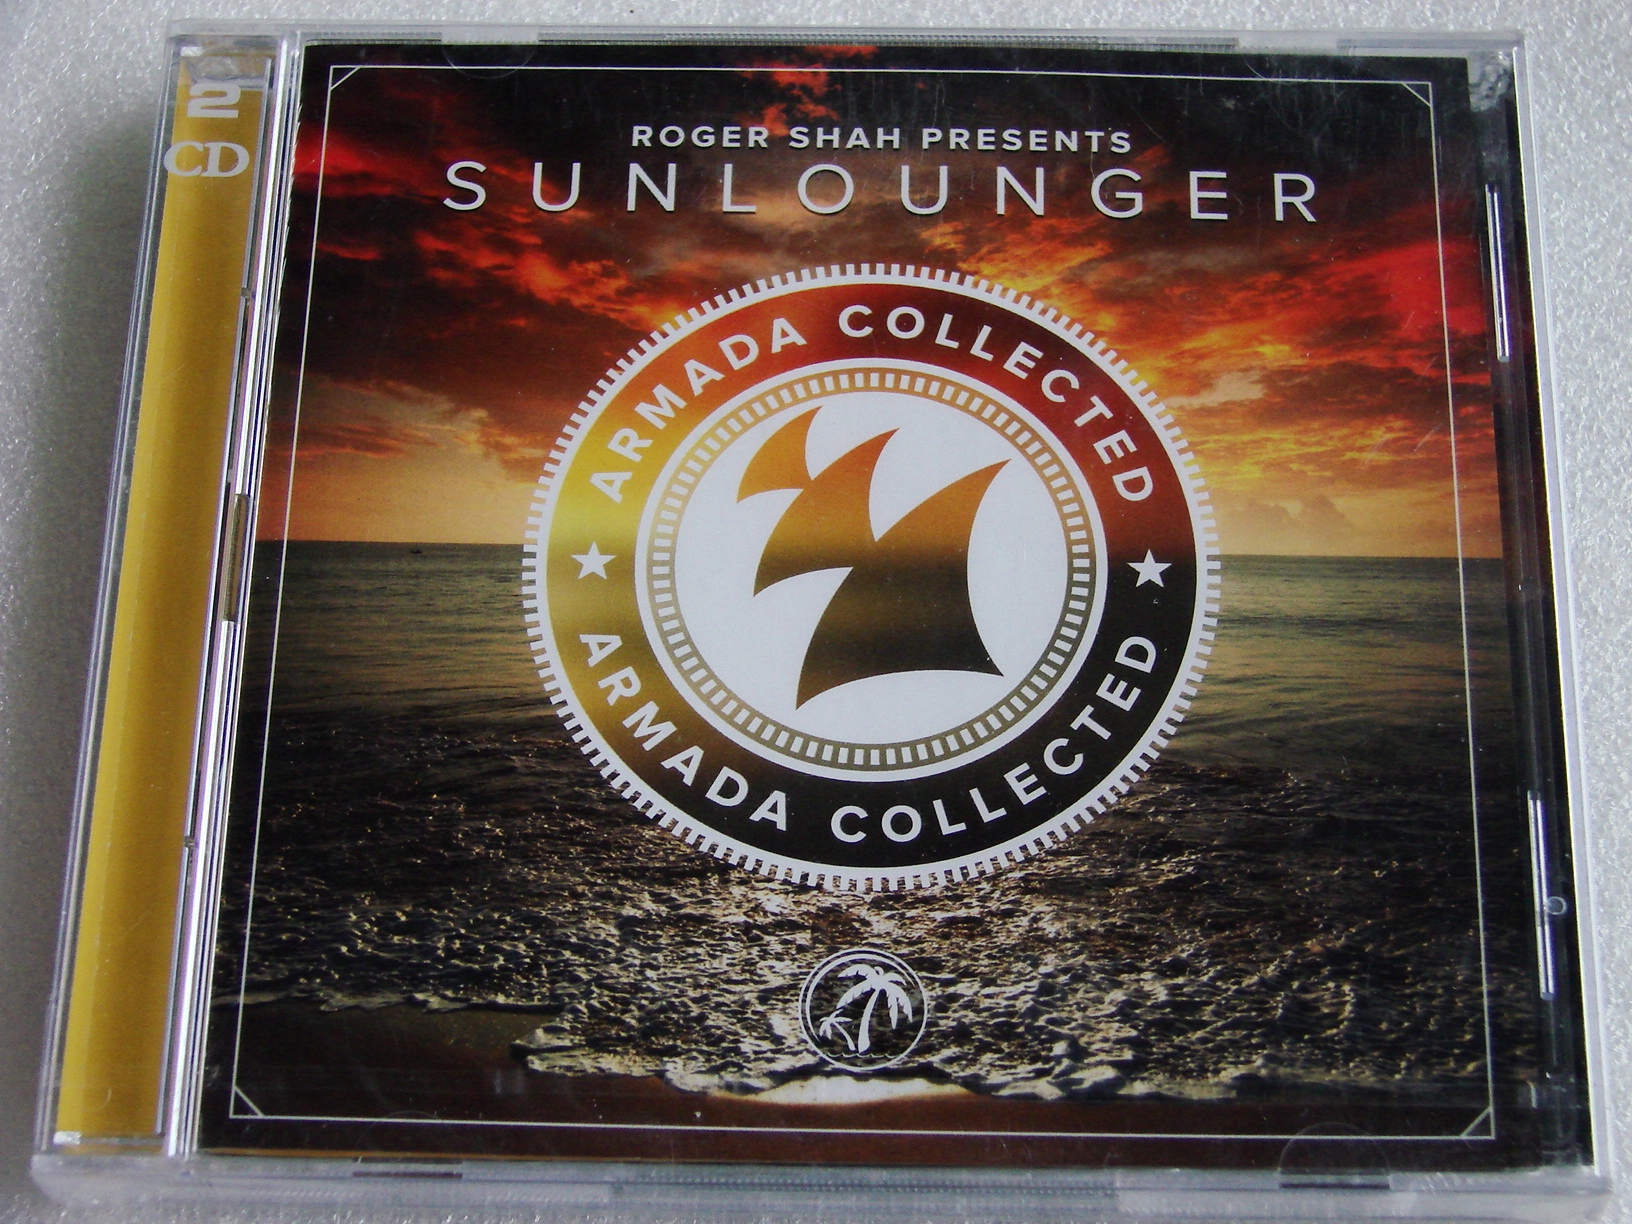 2
CD
ROGER SHAH PRESENTS
SUNLOUNGER
ARMADA COLLECTED
ARMADA COLLECTED